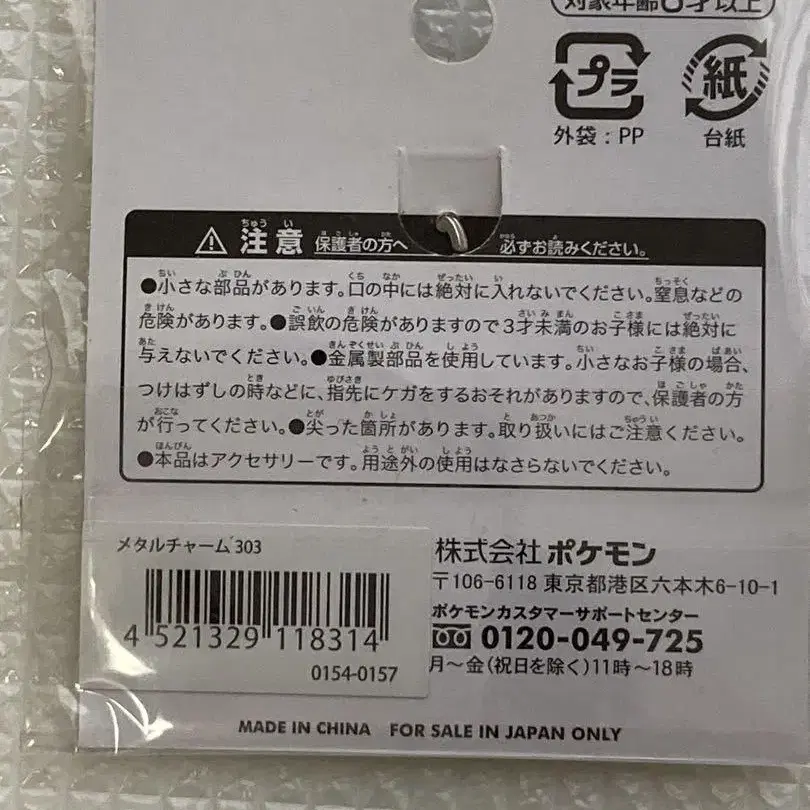 対象年齢6才以上
プラ
紙
外袋:PP
台紙
注意 保護者の方へ 必ずお読みください。
●小さな部品があります。口の中には絶対に入れないでください。窒息などの
危険があります。●誤飲の危険がありますので3才未満のお子様には絶対に
与えないでください。●金属製部品を使用しています。小さなお子様の場合、
つけはずしの時などに、指先にケガをするおそれがありますので、保護者の方
が行ってください。●尖った箇所があります。取り扱いにはご注意ください。
●本品はアクセサリーです。用途外の使用はなさらないでください。
メタルチャーム 303
4 521329 118314
0154-0157
株式会社 ポケモン
〒106-6118 東京都港区六本木6-10-1
ポケモンカスタマーサポートセンター
0120-049-725
月~金(祝日を除く)11時~18時
MADE IN CHINA FOR SALE IN JAPAN ONLY